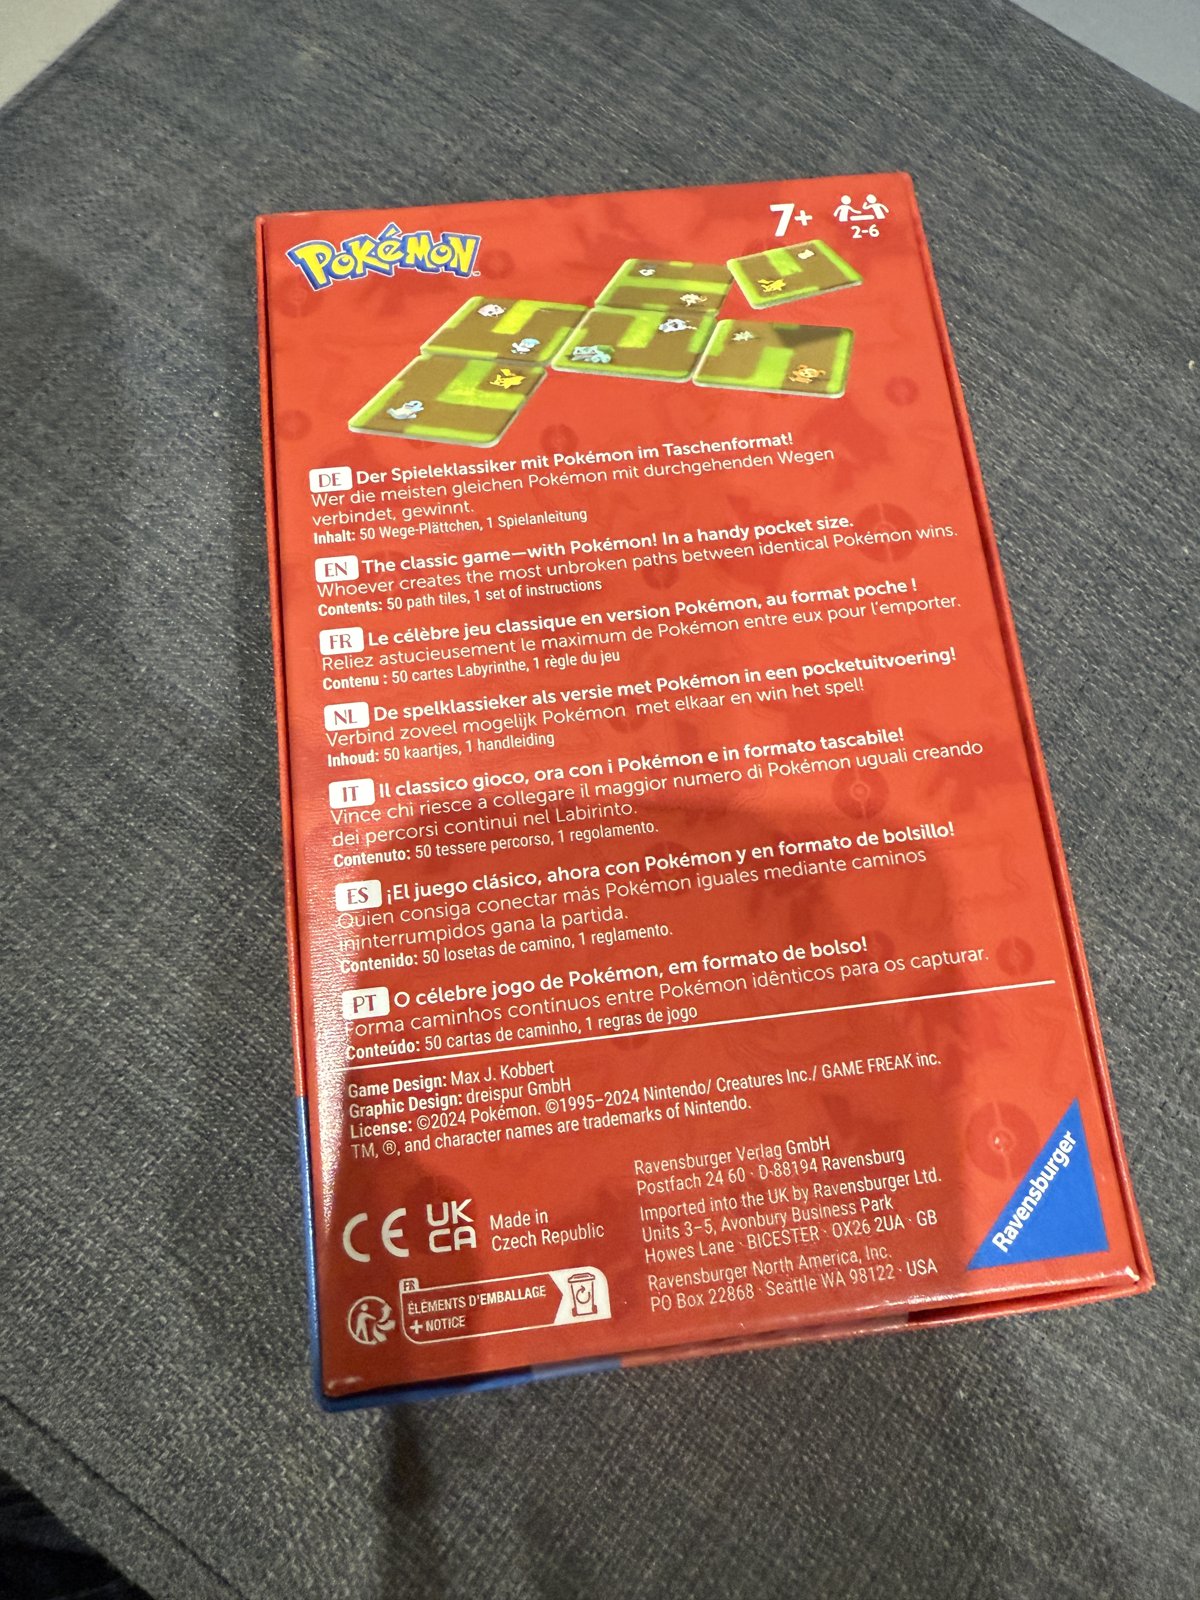 POKéMON
7+
2-6
DE Der Spieleklassiker mit Pokémon im Taschenformat!
Wer die meisten gleichen Pokémon mit durchgehenden Wegen
verbindet, gewinnt.
Inhalt: 50 Wege-Plättchen, 1 Spielanleitung
EN The classic game—with Pokémon! In a handy pocket size.
Whoever creates the most unbroken paths between identical Pokémon wins.
Contents: 50 path tiles, 1 set of instructions
FR Le célèbre jeu classique en version Pokémon, au format poche !
Reliez astucieusement le maximum de Pokémon entre eux pour l'emporter.
Contenu : 50 cartes Labyrinthe, 1 règle du jeu
NL De spelklassieker als versie met Pokémon in een pocketuitvoering!
Verbind zoveel mogelijk Pokémon met elkaar en win het spel!
Inhoud: 50 kaartjes, 1 handleiding
IT Il classico gioco, ora con i Pokémon e in formato tascabile!
Vince chi riesce a collegare il maggior numero di Pokémon uguali creando
dei percorsi continui nel Labirinto.
Contenuto: 50 tessere percorso, 1 regolamento.
ES ¡El juego clásico, ahora con Pokémon y en formato de bolsillo!
Quien consiga conectar más Pokémon iguales mediante caminos
ininterrumpidos gana la partida.
Contenido: 50 losetas de camino, 1 reglamento.
PT O célebre jogo de Pokémon, em formato de bolso!
Forma caminhos contínuos entre Pokémon idênticos para os capturar.
Conteúdo: 50 cartas de caminho, 1 regras de jogo
Game Design: Max J. Kobbert
Graphic Design: dreispur GmbH
License: ©2024 Pokémon. ©1995–2024 Nintendo/ Creatures Inc./ GAME FREAK inc.
TM, ®, and character names are trademarks of Nintendo.
CE
UK
CA
Made in
Czech Republic
FR
ÉLÉMENTS D'EMBALLAGE
+ NOTICE
Ravensburger Verlag GmbH
Postfach 24 60 · D-88194 Ravensburg
Imported into the UK by Ravensburger Ltd.
Units 3–5, Avonbury Business Park
Howes Lane · BICESTER · OX26 2UA · GB
Ravensburger North America, Inc.
PO Box 22868 · Seattle WA 98122 · USA
Ravensburger